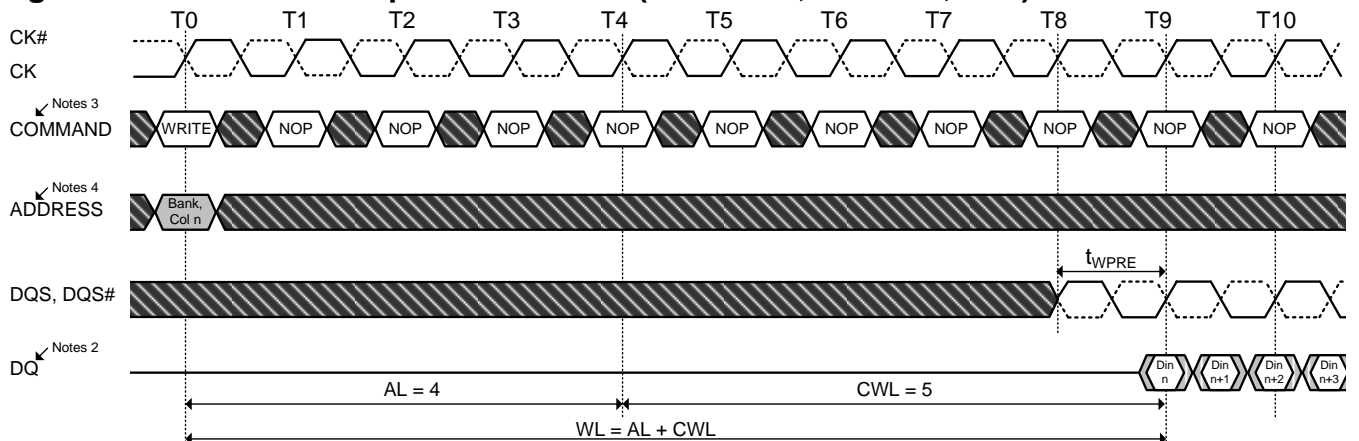 T0 T1 T2 T3 T4 T5 T6 T7 T8 T9 T10
CK#
CK
Notes 3
COMMAND WRITE NOP NOP NOP NOP NOP NOP NOP NOP NOP NOP
Notes 4
ADDRESS Bank,
Col n
tWPRE
DQS, DQS#
Notes 2
DQ Din Din Din Din
n n+1 n+2 n+3
AL = 4 CWL = 5
WL = AL + CWL